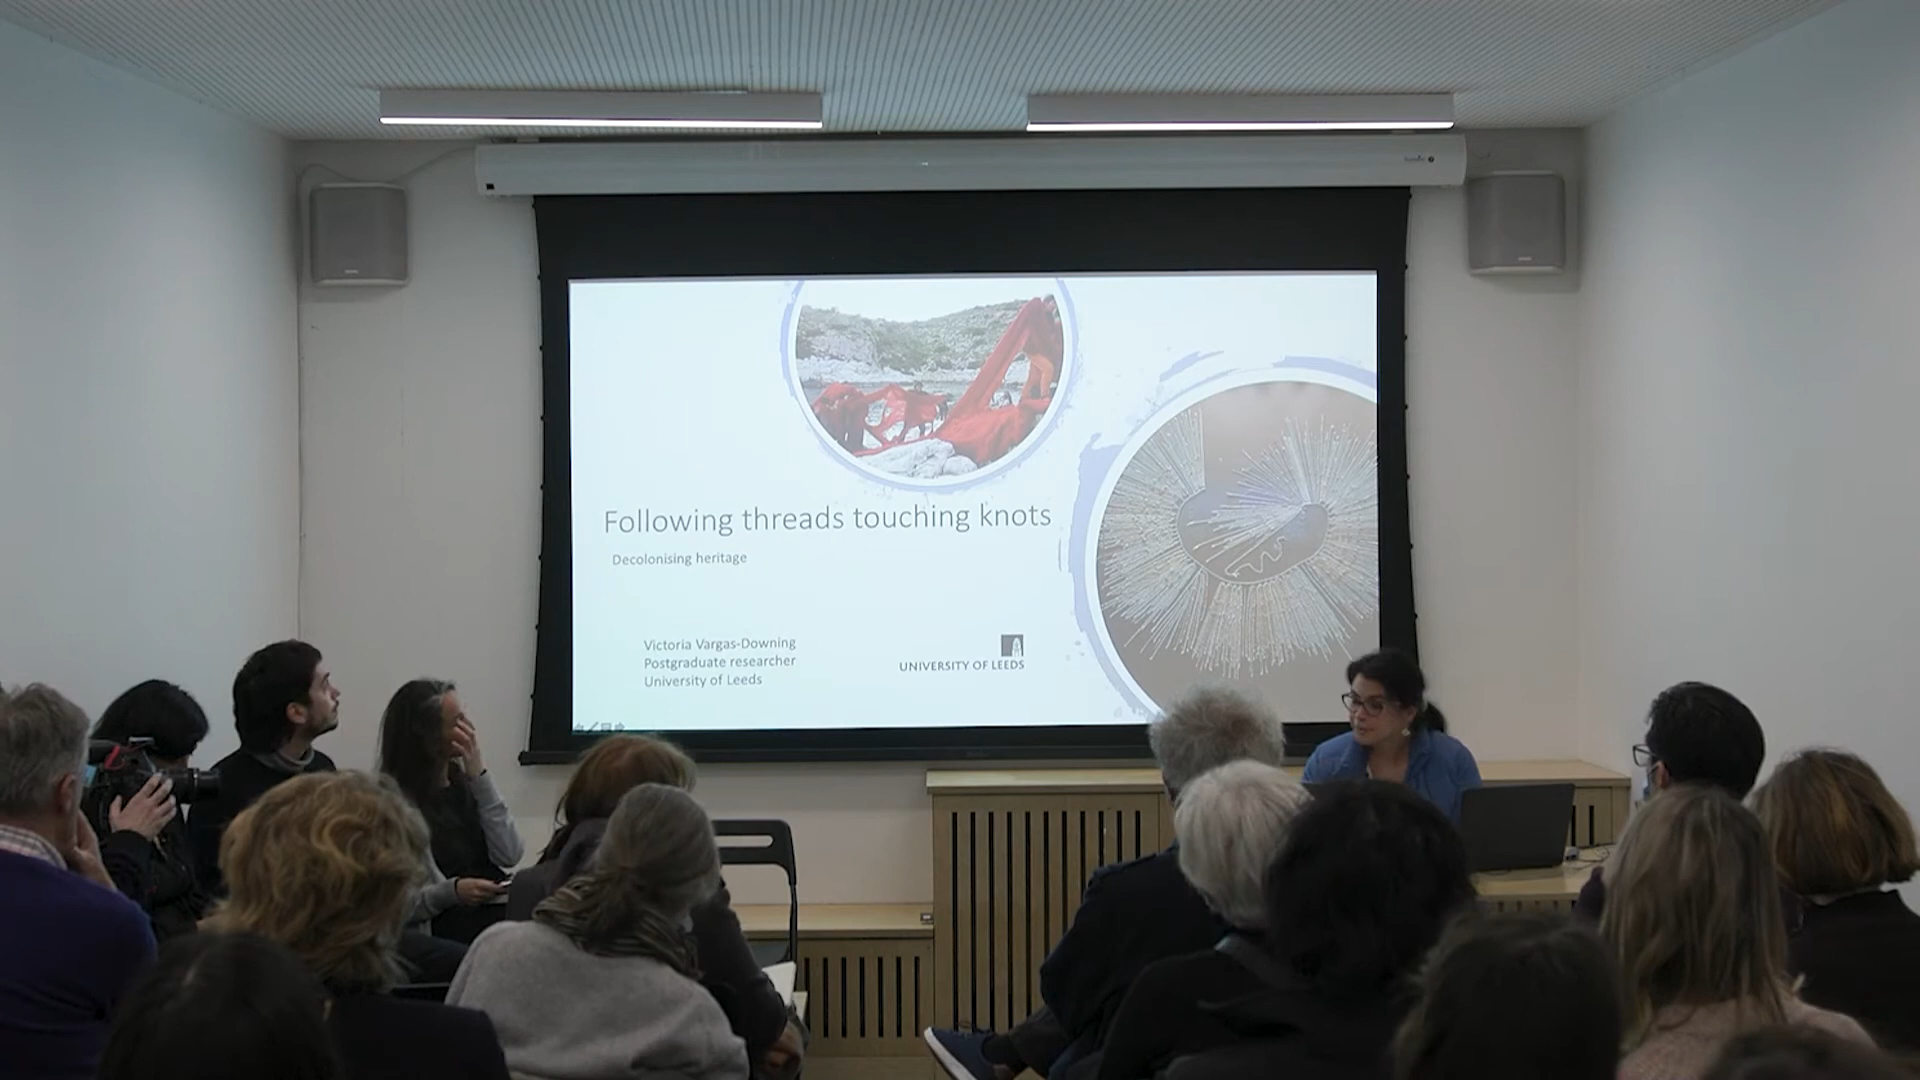 Following threads touching knots
Decolonising heritage
Victoria Vargas-Downing
Postgraduate researcher
University of Leeds
UNIVERSITY OF LEEDS